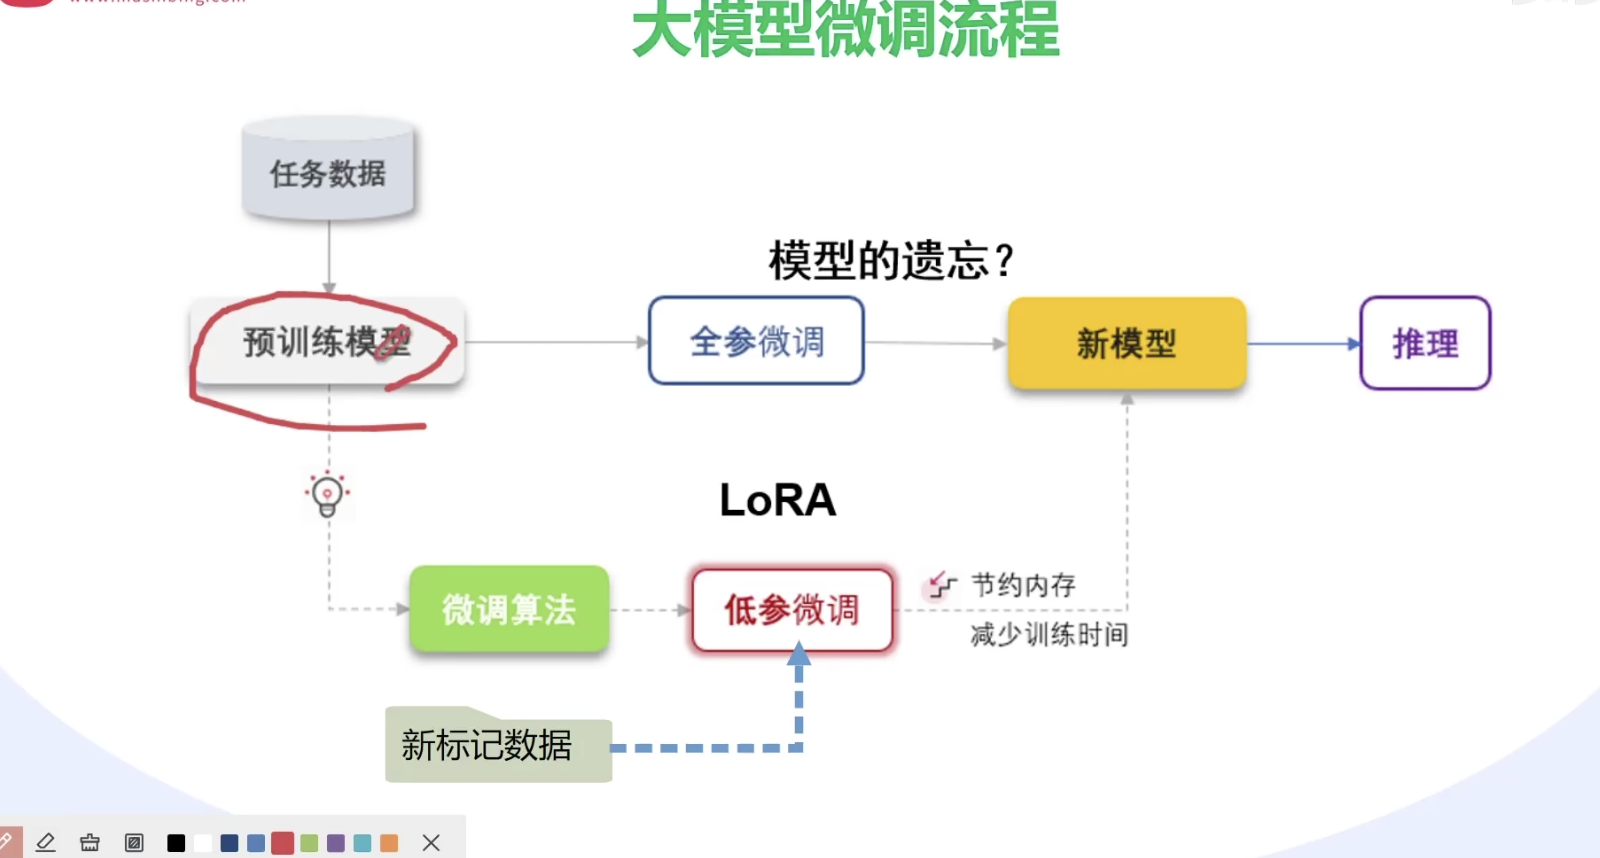 大模型微调流程
任务数据
模型的遗忘？
预训练模型
全参微调
新模型
推理
LoRA
微调算法
低参微调
节约内存
减少训练时间
新标记数据